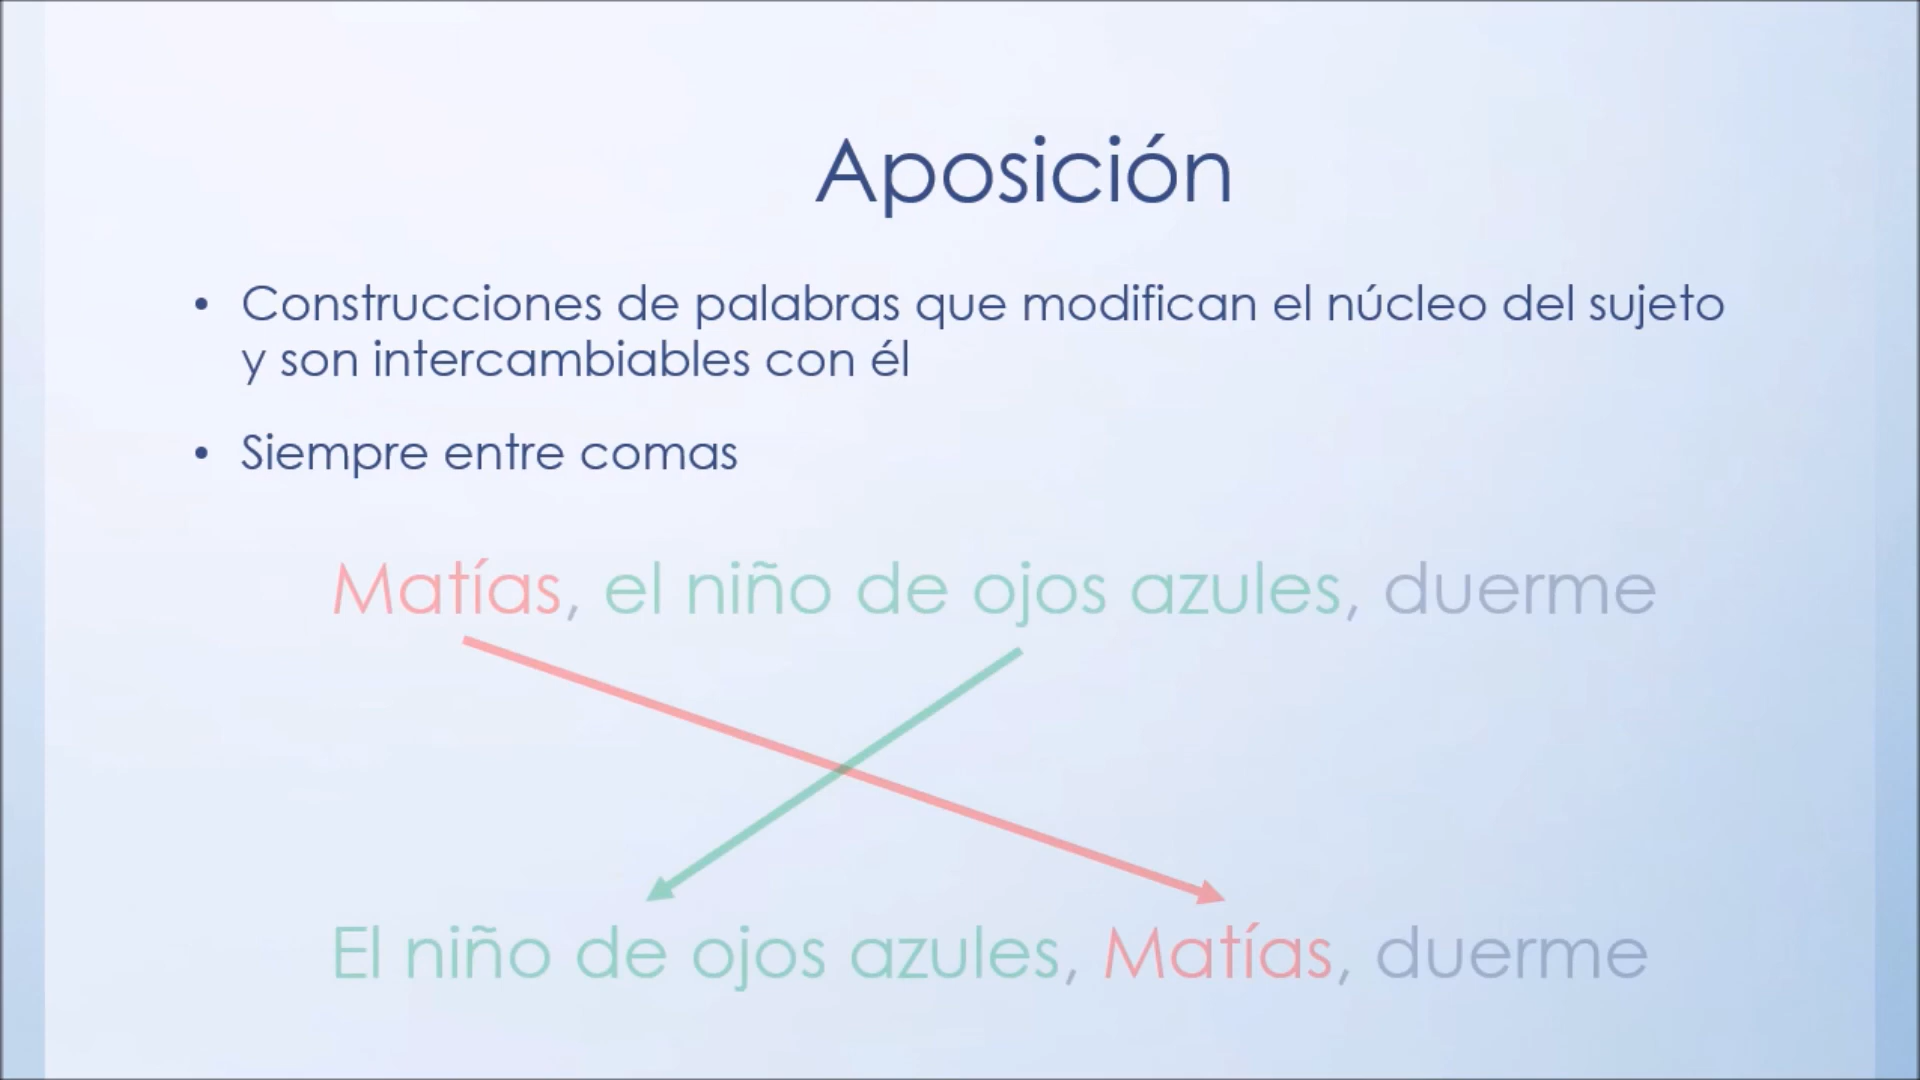 Aposición
• Construcciones de palabras que modifican el núcleo del sujeto
y son intercambiables con él
• Siempre entre comas
Matías, el niño de ojos azules, duerme
El niño de ojos azules, Matías, duerme